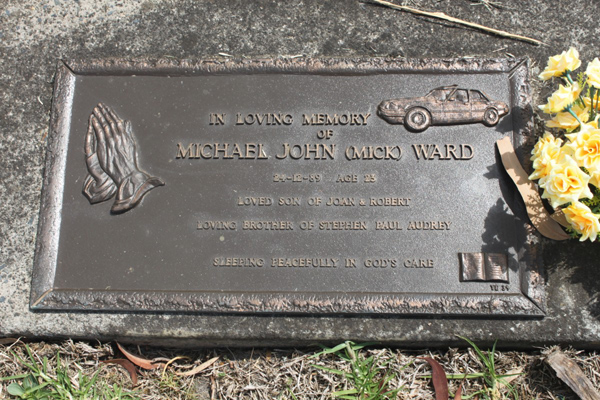 IN LOVING MEMORY
OF
MICHAEL JOHN (MICK) WARD
24-12-89 AGE 23
LOVED SON OF JOAN & ROBERT
LOVING BROTHER OF STEPHEN PAUL AUDREY
SLEEPING PEACEFULLY IN GOD'S CARE